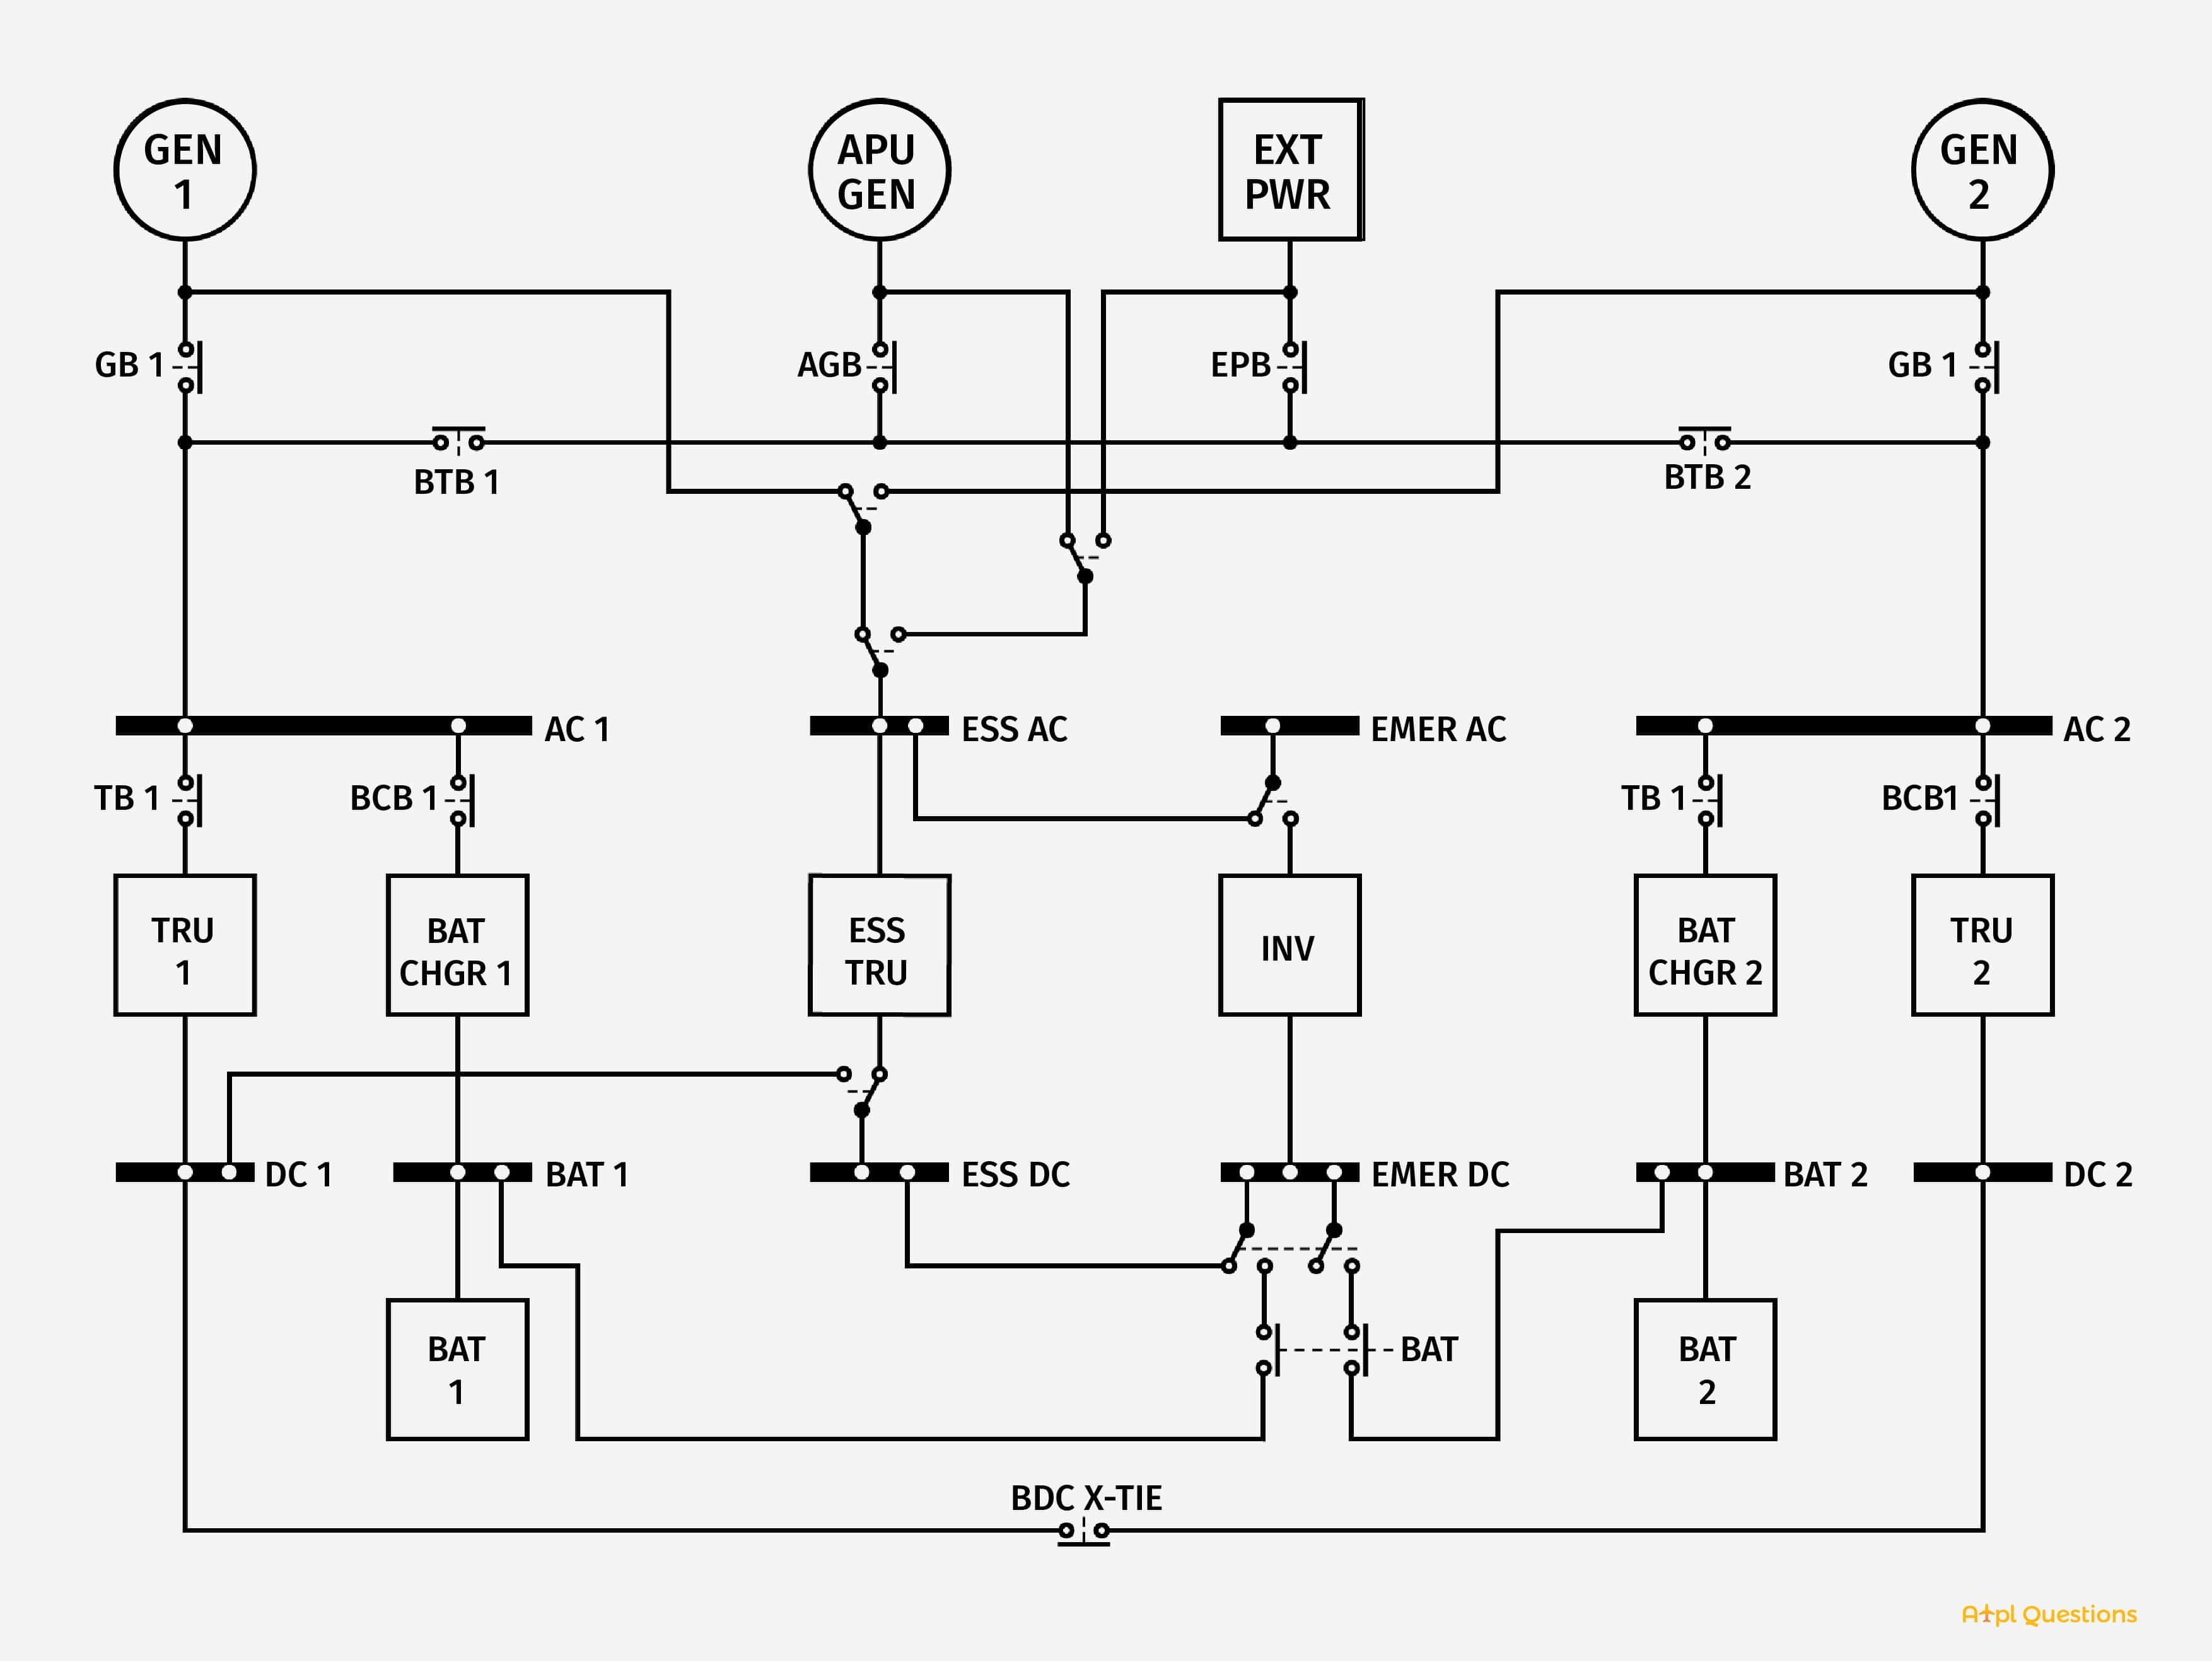 GEN
1
APU
GEN
EXT
PWR
GEN
2
GB 1
AGB
EPB
GB 1
BTB 1
BTB 2
AC 1
ESS AC
EMER AC
AC 2
TB 1
BCB 1
TB 1
BCB1
TRU
1
BAT
CHGR 1
ESS
TRU
INV
BAT
CHGR 2
TRU
2
DC 1
BAT 1
ESS DC
EMER DC
BAT 2
DC 2
BAT
1
BAT
BAT
2
BDC X-TIE
Atpl Questions